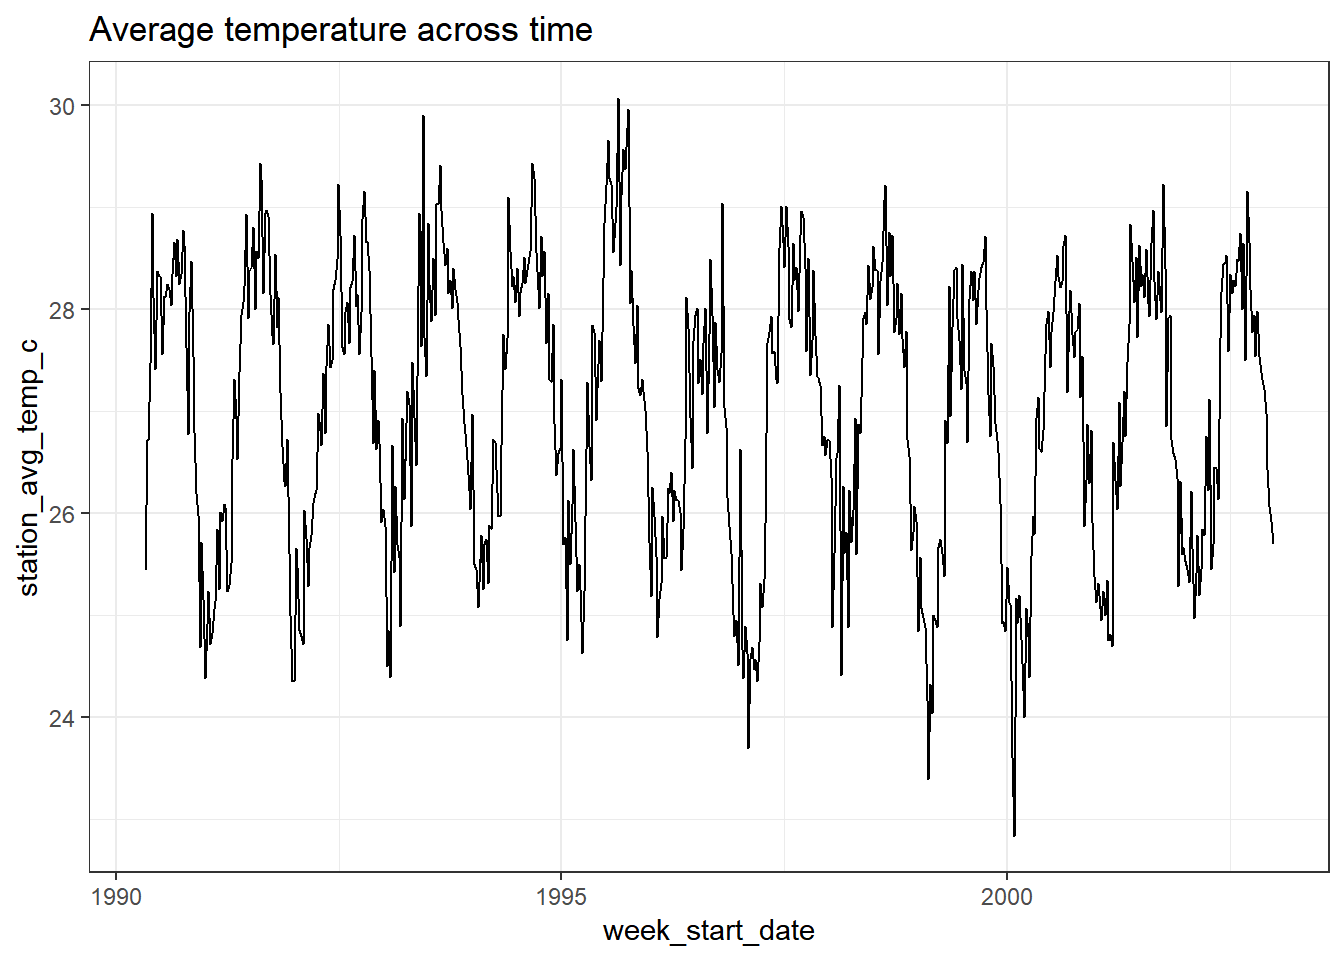 Average temperature across time
station_avg_temp_c
30
28
26
24
1990
1995
2000
week_start_date